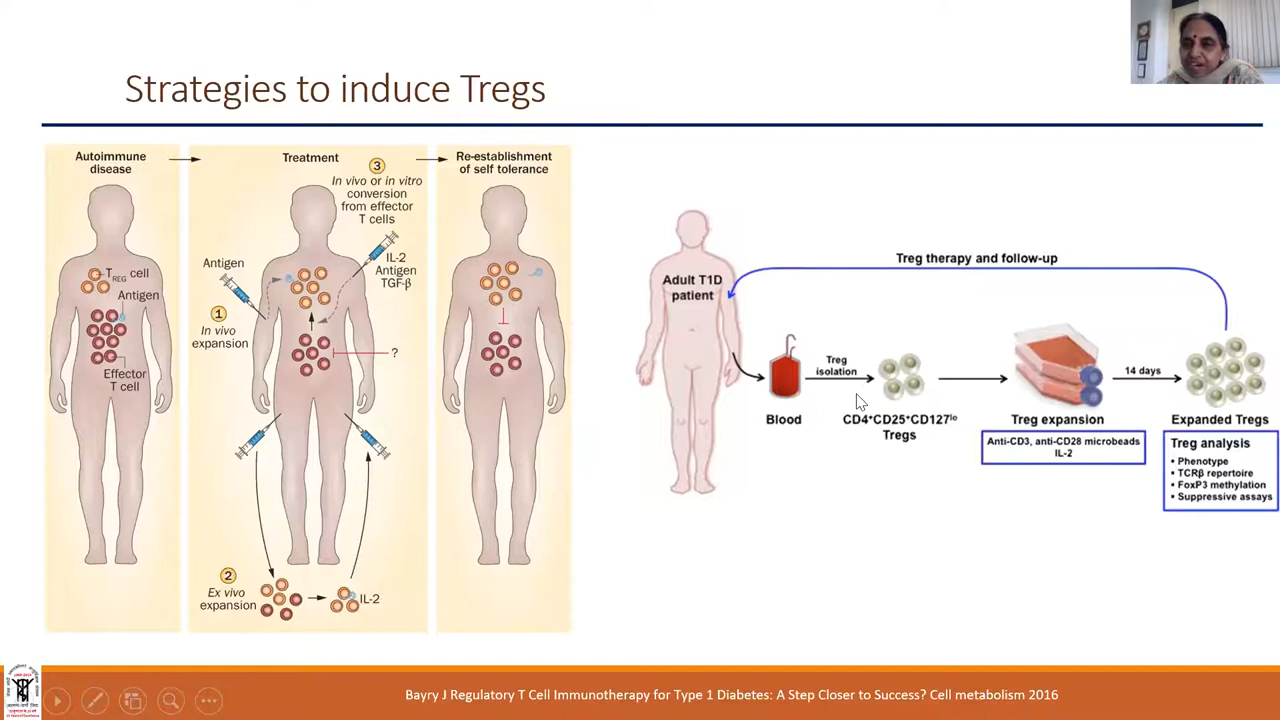 Strategies to induce Tregs
Autoimmune
disease
T REG cell
Antigen
Effector
T cell
Treatment
3
In vivo or in vitro
conversion
from effector
T cells
IL-2
Antigen
TGF-β
Antigen
1
In vivo
expansion
?
2
Ex vivo
expansion
IL-2
Re-establishment
of self tolerance
Treg therapy and follow-up
Adult T1D
patient
Blood
Treg
isolation
CD4⁺CD25⁺CD127ˡᵒ
Tregs
Treg expansion
Anti-CD3, anti-CD28 microbeads
IL-2
14 days
Expanded Tregs
Treg analysis
• Phenotype
• TCRβ repertoire
• FoxP3 methylation
• Suppressive assays
Bayry J Regulatory T Cell Immunotherapy for Type 1 Diabetes: A Step Closer to Success? Cell metabolism 2016